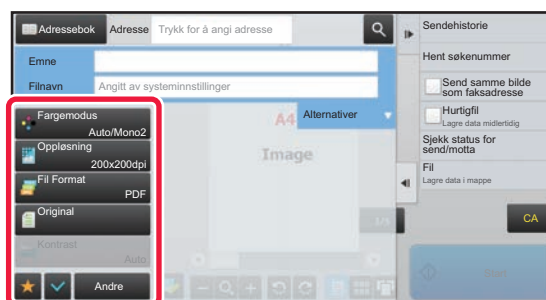 Adressebok
Adresse
Trykk for å angi adresse
Sendehistorie
Emne
Hent søkenummer
Filnavn
Angitt av systeminnstillinger
Send samme bilde
som faksadresse
Fargemodus
Auto/Mono2
A4
Alternativer
Hurtigfil
Lagre data midlertidig
Oppløsning
200x200dpi
Image
Sjekk status for
send/motta
Fil Format
PDF
Fil
Lagre data i mappe
Original
1/1
CA
Kontrast
Auto
Andre
Start